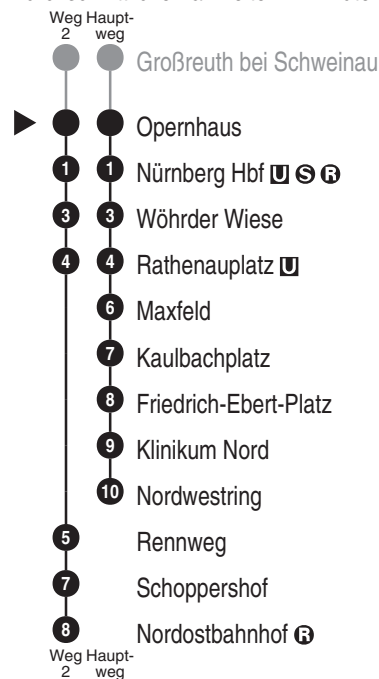 Weg Haupt-
2 weg
Großreuth bei Schweinau
Opernhaus
1 1 Nürnberg Hbf U S R
3 3 Wöhrder Wiese
4 4 Rathenauplatz U
6 Maxfeld
7 Kaulbachplatz
8 Friedrich-Ebert-Platz
9 Klinikum Nord
10 Nordwestring
5 Rennweg
7 Schoppershof
8 Nordostbahnhof R
Weg Haupt-
2 weg